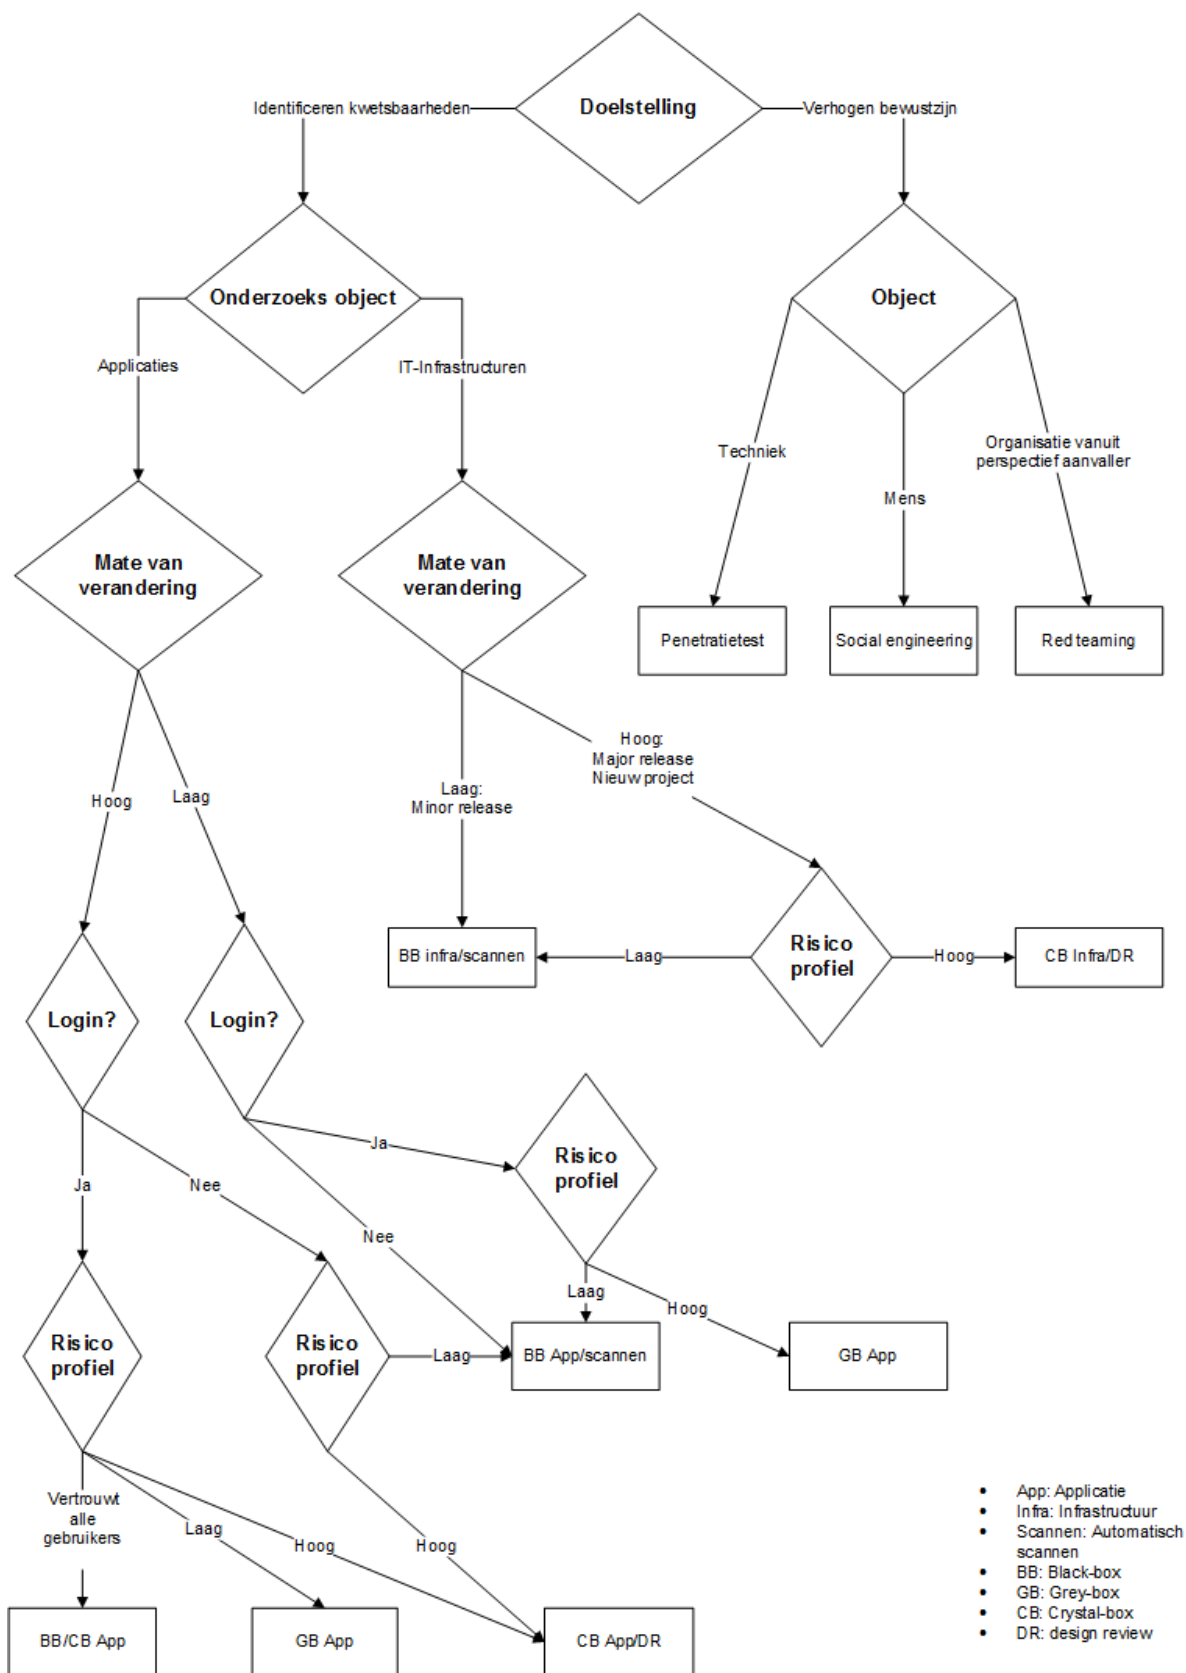 Doelstelling
Identificeren kwetsbaarheden
Verhogen bewustzijn
Onderzoeks object
Object
Applicaties
IT-Infrastructuren
Techniek
Mens
Organisatie vanuit
perspectief aanvaller
Mate van
verandering
Mate van
verandering
Penetratietest
Social engineering
Red teaming
Hoog
Laag
Laag:
Minor release
Hoog:
Major release
Nieuw project
BB infra/scannen
Laag
Risico
profiel
Hoog
CB Infra/DR
Login?
Login?
Ja
Nee
Ja
Nee
Risico
profiel
Laag
Hoog
Risico
profiel
Risico
profiel
Laag
BB App/scannen
GB App
Vertrouwt
alle
gebruikers
Laag
Hoog
Hoog
BB/CB App
GB App
CB App/DR
• App: Applicatie
• Infra: Infrastructuur
• Scannen: Automatisch
scannen
• BB: Black-box
• GB: Grey-box
• CB: Crystal-box
• DR: design review